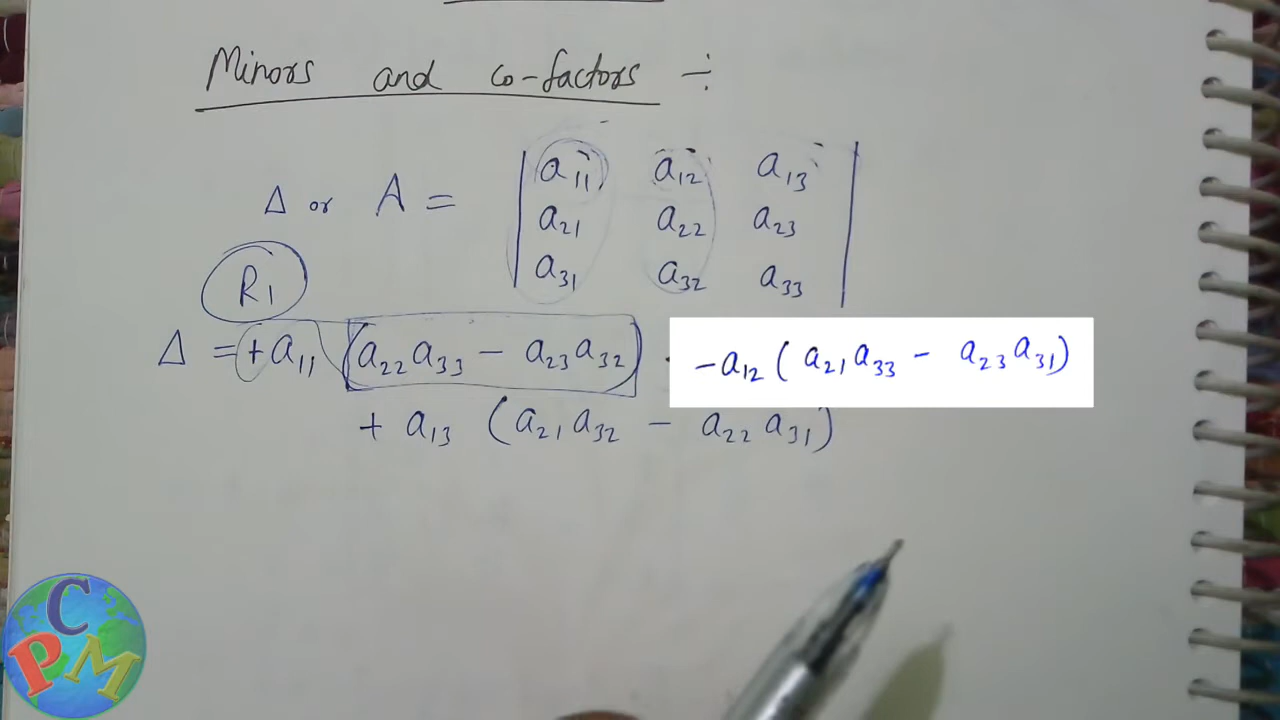 Minors and co-factors ÷
Δ or A = | a₁₁ a₁₂ a₁₃ |
| a₂₁ a₂₂ a₂₃ |
| a₃₁ a₃₂ a₃₃ |
R₁
Δ = +a₁₁ (a₂₂a₃₃ − a₂₃a₃₂) −a₁₂ (a₂₁a₃₃ − a₂₃a₃₁)
+ a₁₃ (a₂₁a₃₂ − a₂₂a₃₁)
CPM